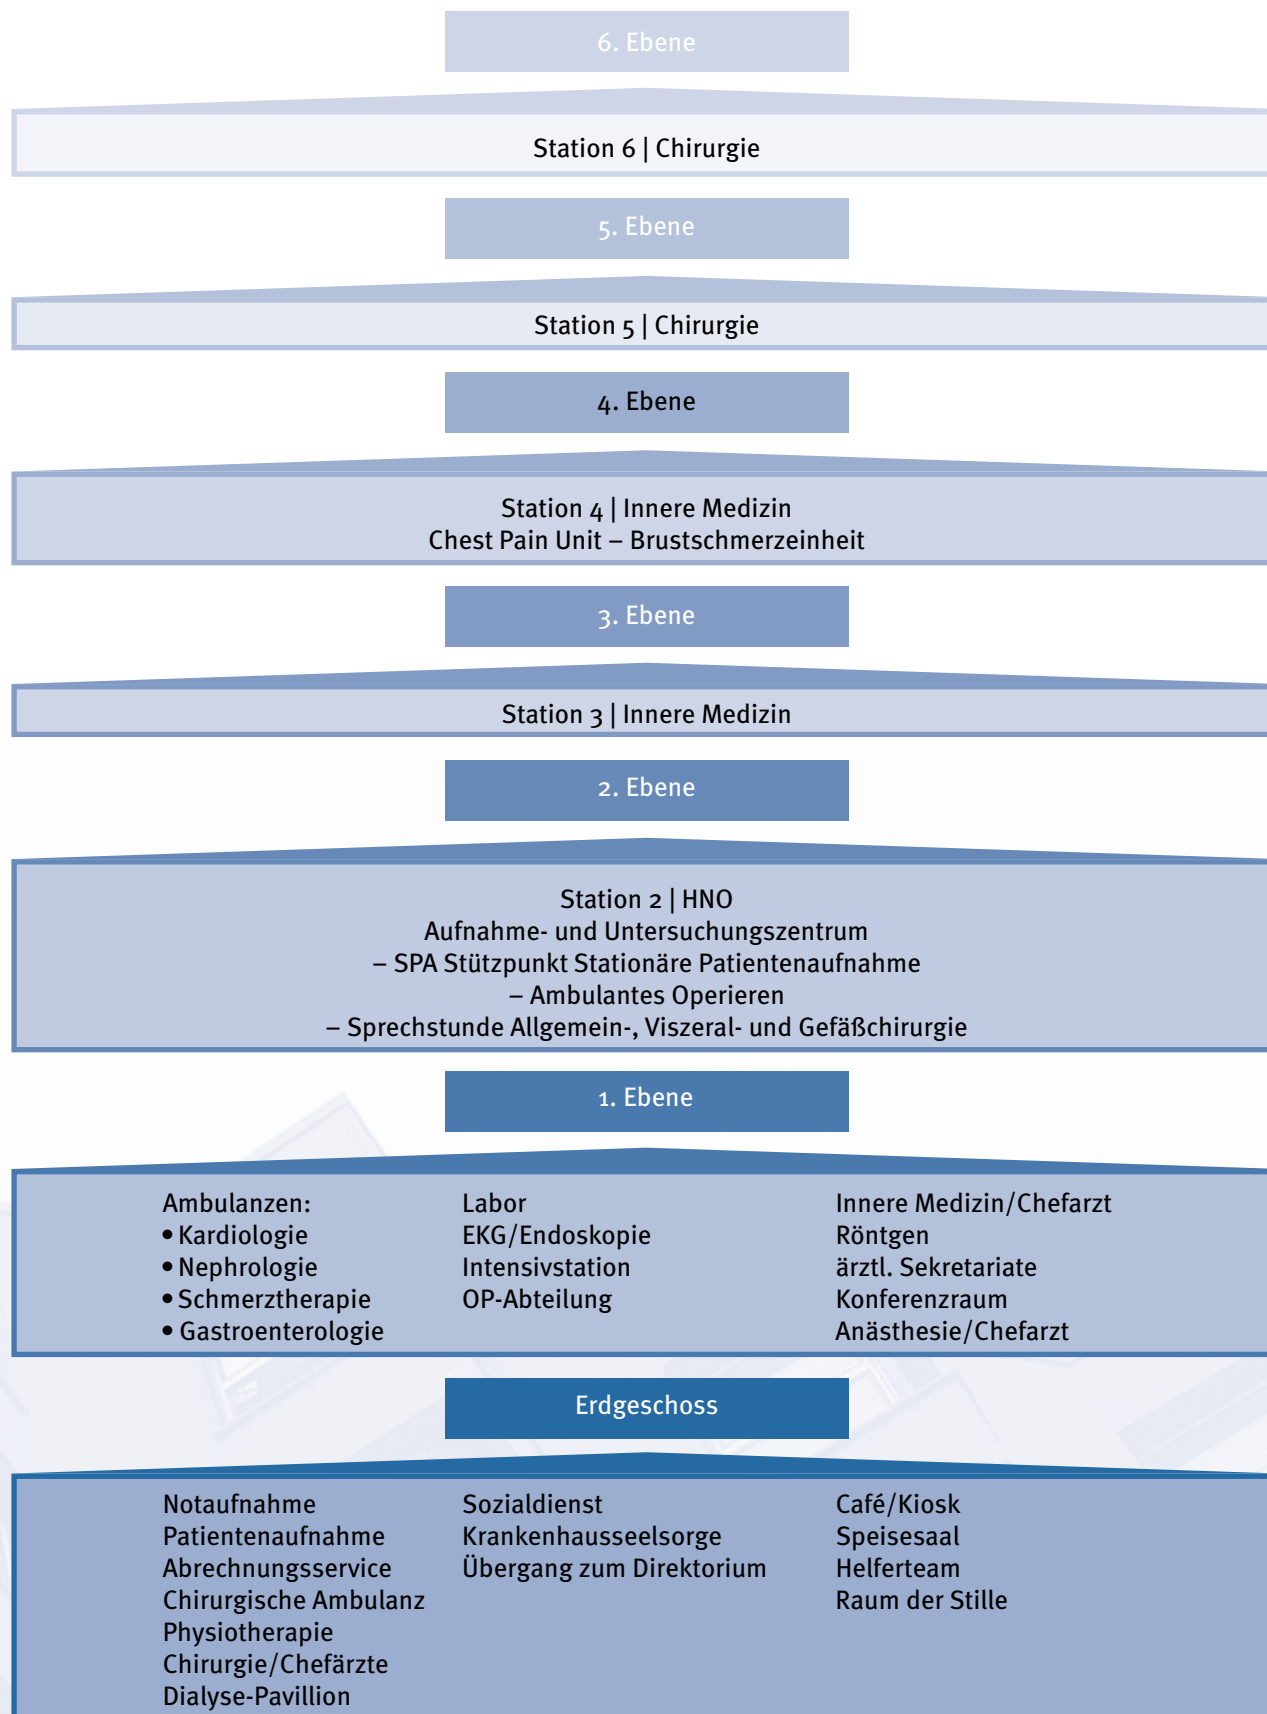 6. Ebene
Station 6 | Chirurgie
5. Ebene
Station 5 | Chirurgie
4. Ebene
Station 4 | Innere Medizin
Chest Pain Unit – Brustschmerzeinheit
3. Ebene
Station 3 | Innere Medizin
2. Ebene
Station 2 | HNO
Aufnahme- und Untersuchungszentrum
– SPA Stützpunkt Stationäre Patientenaufnahme
– Ambulantes Operieren
– Sprechstunde Allgemein-, Viszeral- und Gefäßchirurgie
1. Ebene
Ambulanzen:
• Kardiologie
• Nephrologie
• Schmerztherapie
• Gastroenterologie
Labor
EKG/Endoskopie
Intensivstation
OP-Abteilung
Innere Medizin/Chefarzt
Röntgen
ärztl. Sekretariate
Konferenzraum
Anästhesie/Chefarzt
Erdgeschoss
Notaufnahme
Patientenaufnahme
Abrechnungsservice
Chirurgische Ambulanz
Physiotherapie
Chirurgie/Chefärzte
Dialyse-Pavillion
Sozialdienst
Krankenhausseelsorge
Übergang zum Direktorium
Café/Kiosk
Speisesaal
Helferteam
Raum der Stille